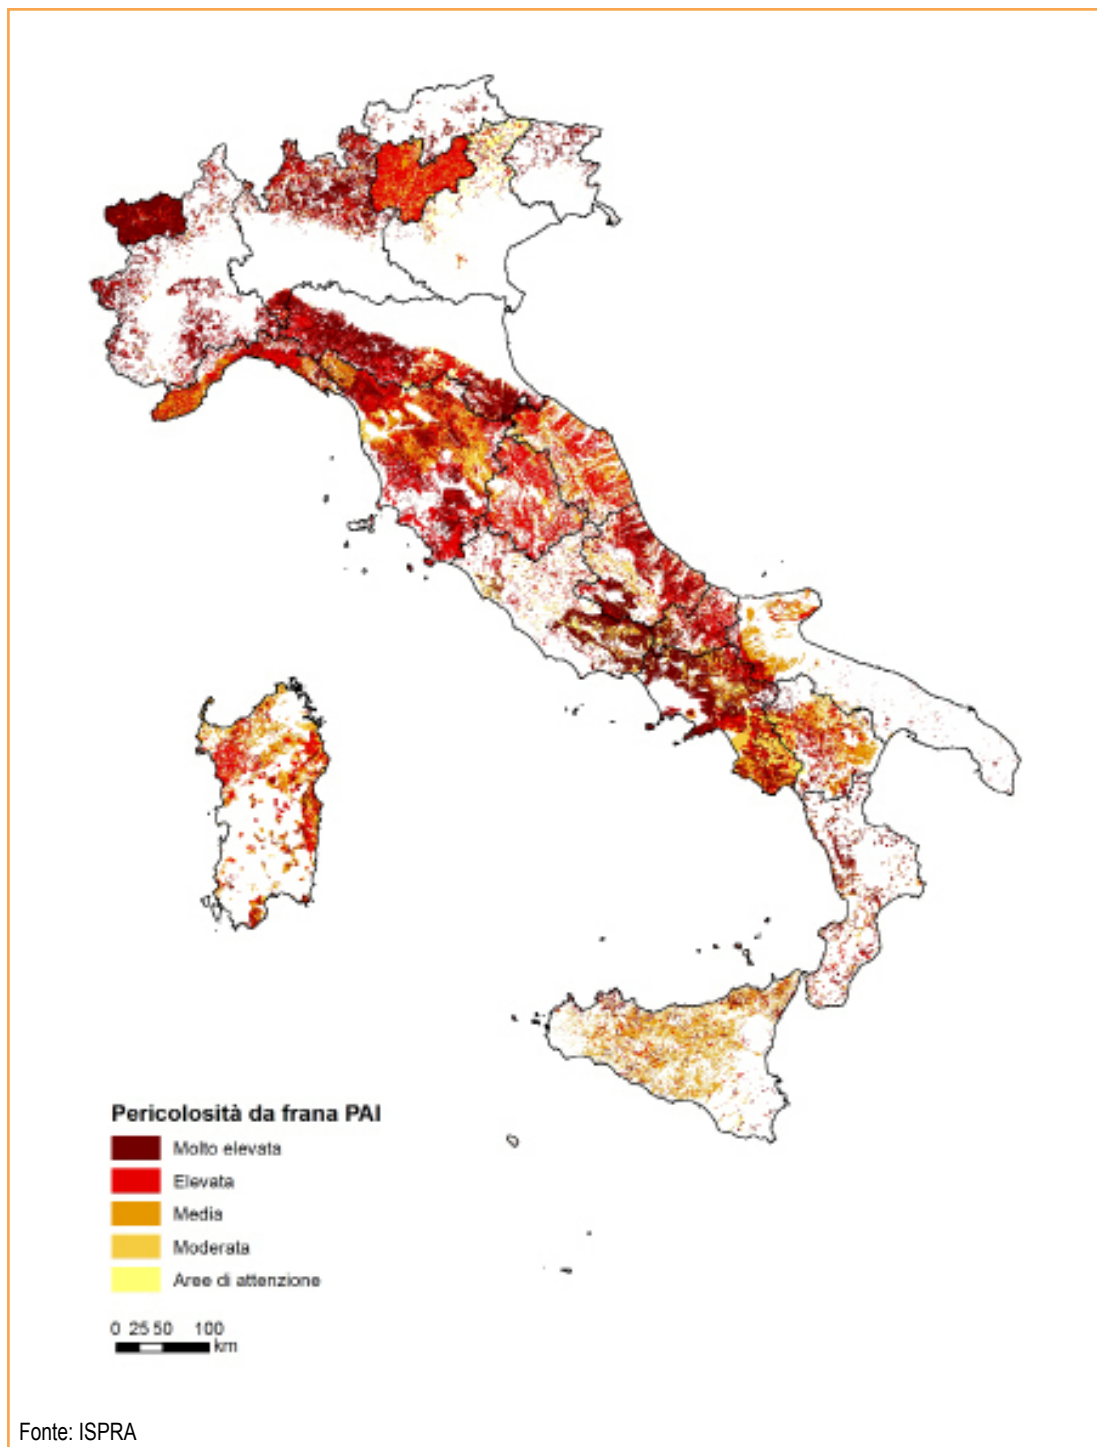 Pericolosità da frana PAI
Molto elevata
Elevata
Media
Moderata
Aree di attenzione
0 25 50 100
km
Fonte: ISPRA